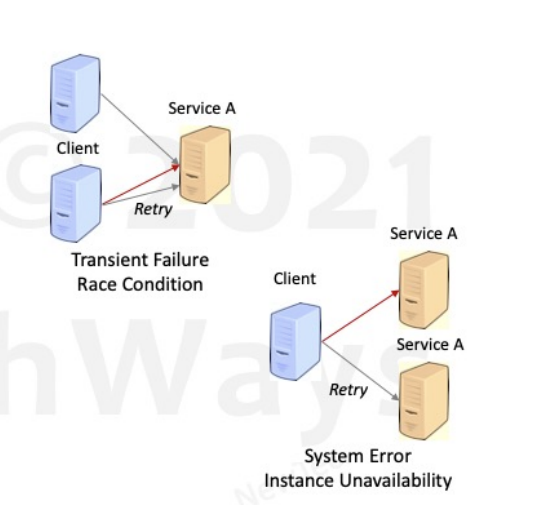 Service A
Client
Retry
Transient Failure
Race Condition
Service A
Client
Service A
Retry
System Error
Instance Unavailability
© 2021
hWays